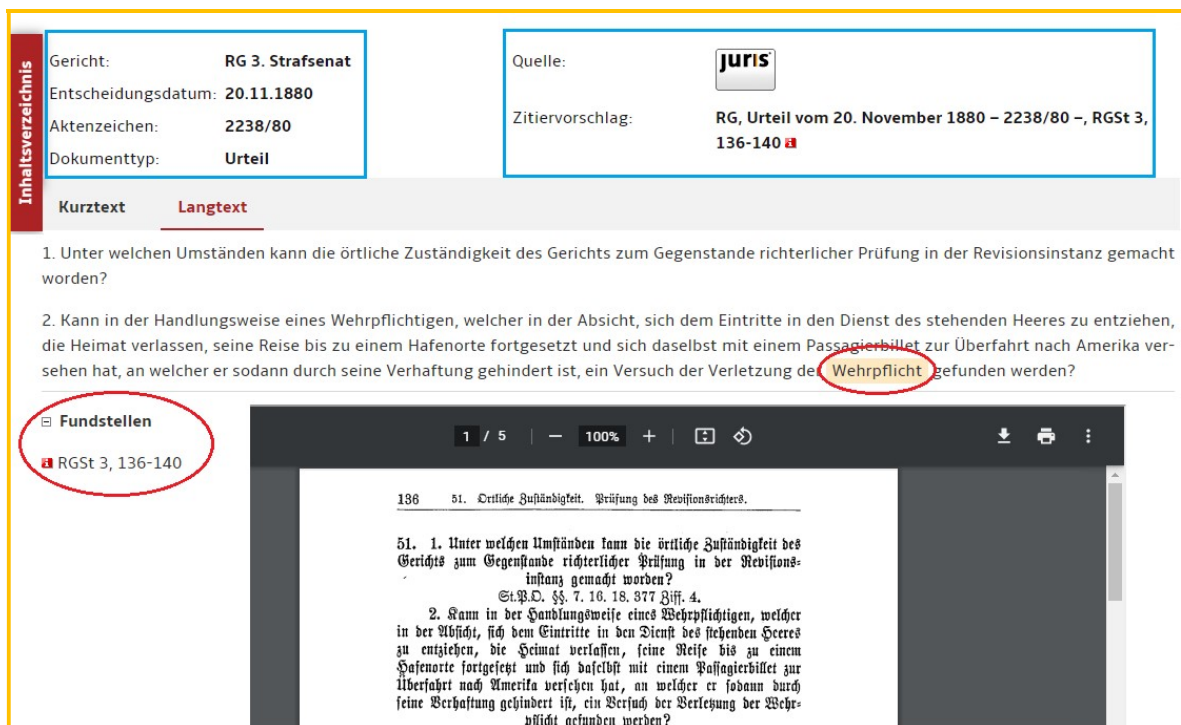 Inhaltsverzeichnis
Gericht: RG 3. Strafsenat
Entscheidungsdatum: 20.11.1880
Aktenzeichen: 2238/80
Dokumenttyp: Urteil
Quelle: juris
Zitiervorschlag: RG, Urteil vom 20. November 1880 – 2238/80 –, RGSt 3,
136-140
Kurztext Langtext
1. Unter welchen Umständen kann die örtliche Zuständigkeit des Gerichts zum Gegenstande richterlicher Prüfung in der Revisionsinstanz gemacht
worden?
2. Kann in der Handlungsweise eines Wehrpflichtigen, welcher in der Absicht, sich dem Eintritte in den Dienst des stehenden Heeres zu entziehen,
die Heimat verlassen, seine Reise bis zu einem Hafenorte fortgesetzt und sich daselbst mit einem Passagierbillet zur Überfahrt nach Amerika ver-
sehen hat, an welcher er sodann durch seine Verhaftung gehindert ist, ein Versuch der Verletzung der Wehrpflicht gefunden werden?
Fundstellen
RGSt 3, 136-140
1 / 5 | − 100% + |
136 51. Örtliche Zuständigkeit. Prüfung des Revisionsrichters.
51. 1. Unter welchen Umständen kann die örtliche Zuständigkeit des
Gerichts zum Gegenstande richterlicher Prüfung in der Revisions-
instanz gemacht worden?
St.P.O. §§. 7. 16. 18. 377 Ziff. 4.
2. Kann in der Handlungsweise eines Wehrpflichtigen, welcher
in der Absicht, sich dem Eintritte in den Dienst des stehenden Heeres
zu entziehen, die Heimat verlassen, seine Reise bis zu einem
Hafenorte fortgesetzt und sich daselbst mit einem Passagierbillet zur
Überfahrt nach Amerika versehen hat, an welcher er sodann durch
seine Verhaftung gehindert ist, ein Versuch der Verletzung der Wehr-
pflicht gefunden werden?